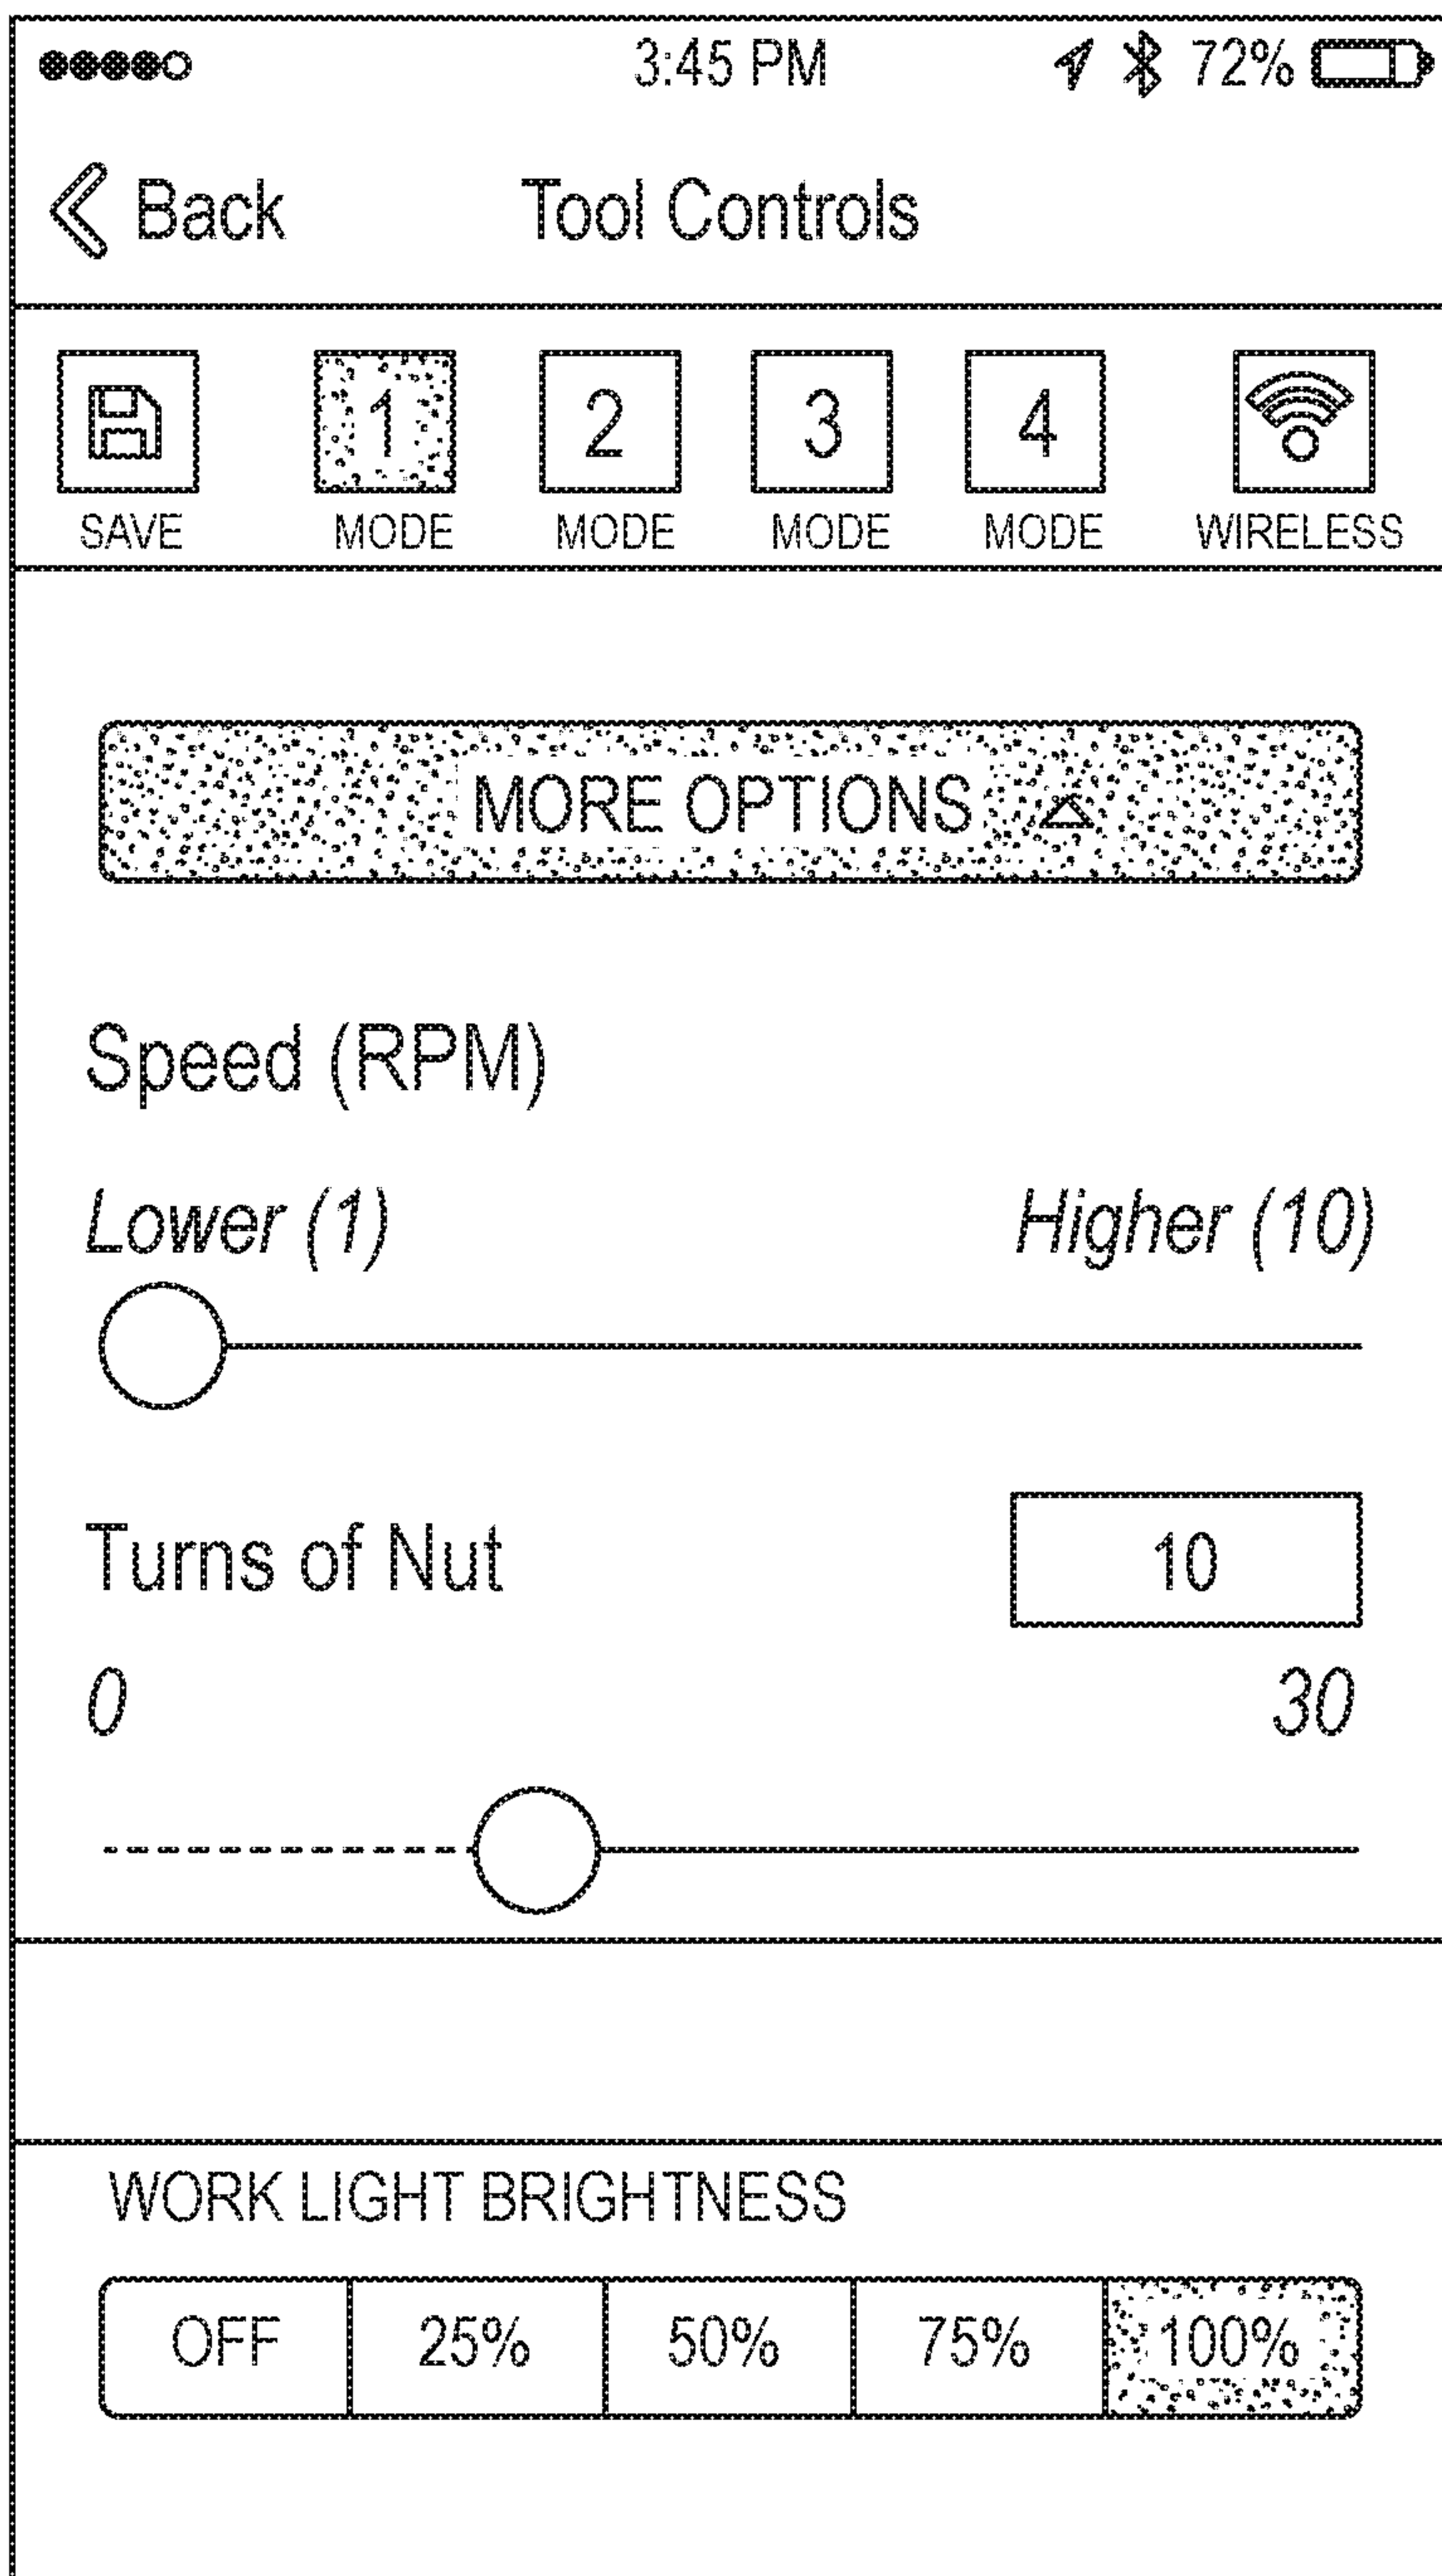 3:45 PM 72%
Back Tool Controls
1 2 3 4
SAVE MODE MODE MODE MODE WIRELESS
MORE OPTIONS
Speed (RPM)
Lower (1) Higher (10)
Turns of Nut 10
0 30
WORK LIGHT BRIGHTNESS
OFF 25% 50% 75% 100%